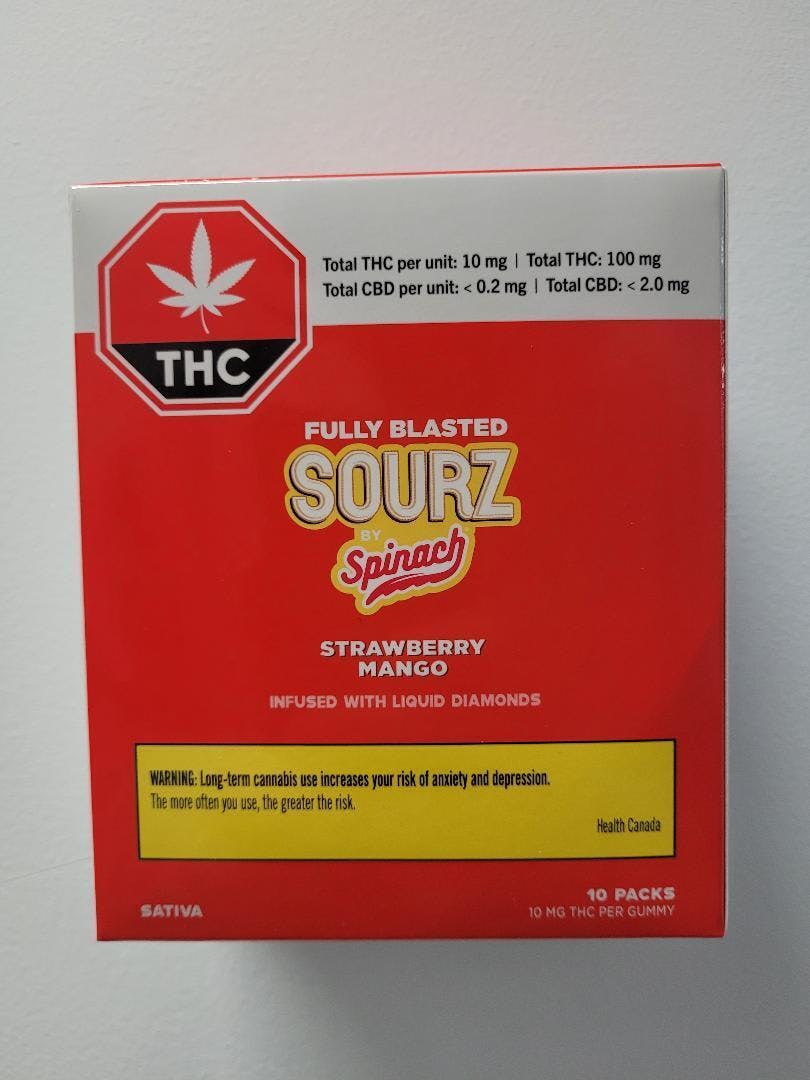 Total THC per unit: 10 mg | Total THC: 100 mg
Total CBD per unit: < 0.2 mg | Total CBD: < 2.0 mg
THC
FULLY BLASTED
SOURZ
BY
Spinach
STRAWBERRY
MANGO
INFUSED WITH LIQUID DIAMONDS
WARNING: Long-term cannabis use increases your risk of anxiety and depression.
The more often you use, the greater the risk.
Health Canada
SATIVA
10 PACKS
10 MG THC PER GUMMY